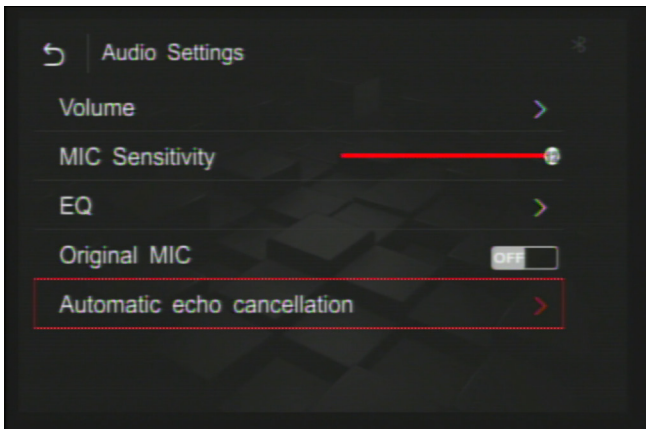 Audio Settings
Volume
MIC Sensitivity
EQ
Original MIC
OFF
Automatic echo cancellation